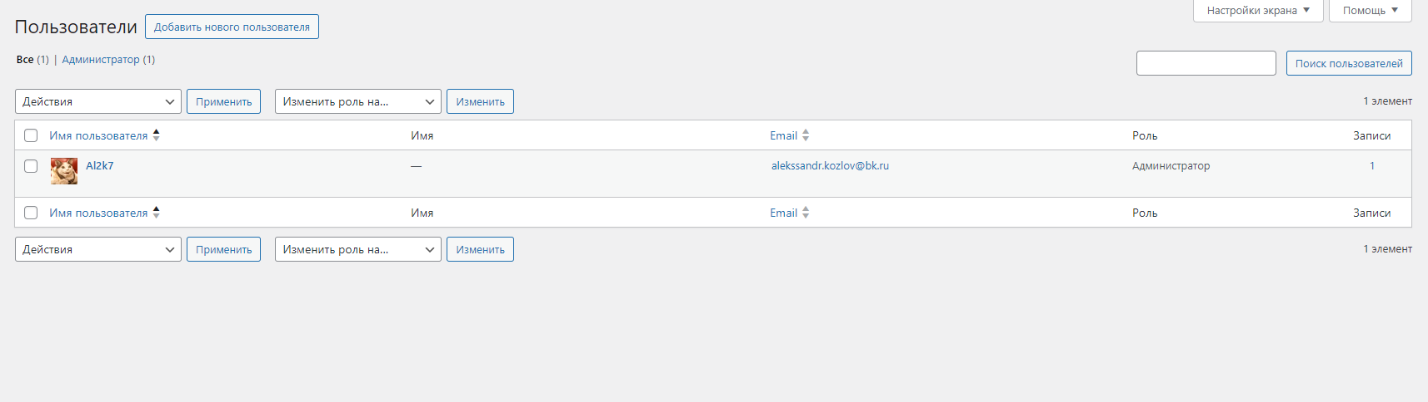 Настройки экрана ▼ Помощь ▼
Пользователи Добавить нового пользователя
Все (1) | Администратор (1)
Поиск пользователей
Действия Применить Изменить роль на... Изменить 1 элемент
Имя пользователя Имя Email Роль Записи
Al2k7 — alekssandr.kozlov@bk.ru Администратор 1
Имя пользователя Имя Email Роль Записи
Действия Применить Изменить роль на... Изменить 1 элемент